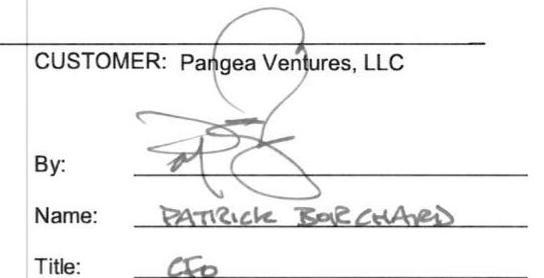 CUSTOMER: Pangea Ventures, LLC
By:
Name: PATRICK BORCHARD
Title: CFO